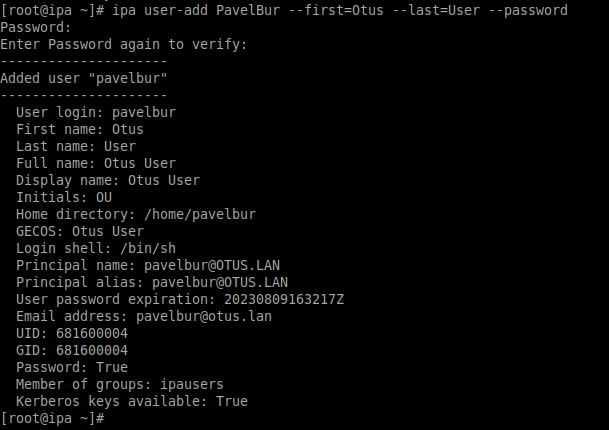 [root@ipa ~]# ipa user-add PavelBur --first=Otus --last=User --password
Password:
Enter Password again to verify:
---------------------
Added user "pavelbur"
---------------------
  User login: pavelbur
  First name: Otus
  Last name: User
  Full name: Otus User
  Display name: Otus User
  Initials: OU
  Home directory: /home/pavelbur
  GECOS: Otus User
  Login shell: /bin/sh
  Principal name: pavelbur@OTUS.LAN
  Principal alias: pavelbur@OTUS.LAN
  User password expiration: 20230809163217Z
  Email address: pavelbur@otus.lan
  UID: 681600004
  GID: 681600004
  Password: True
  Member of groups: ipausers
  Kerberos keys available: True
[root@ipa ~]#